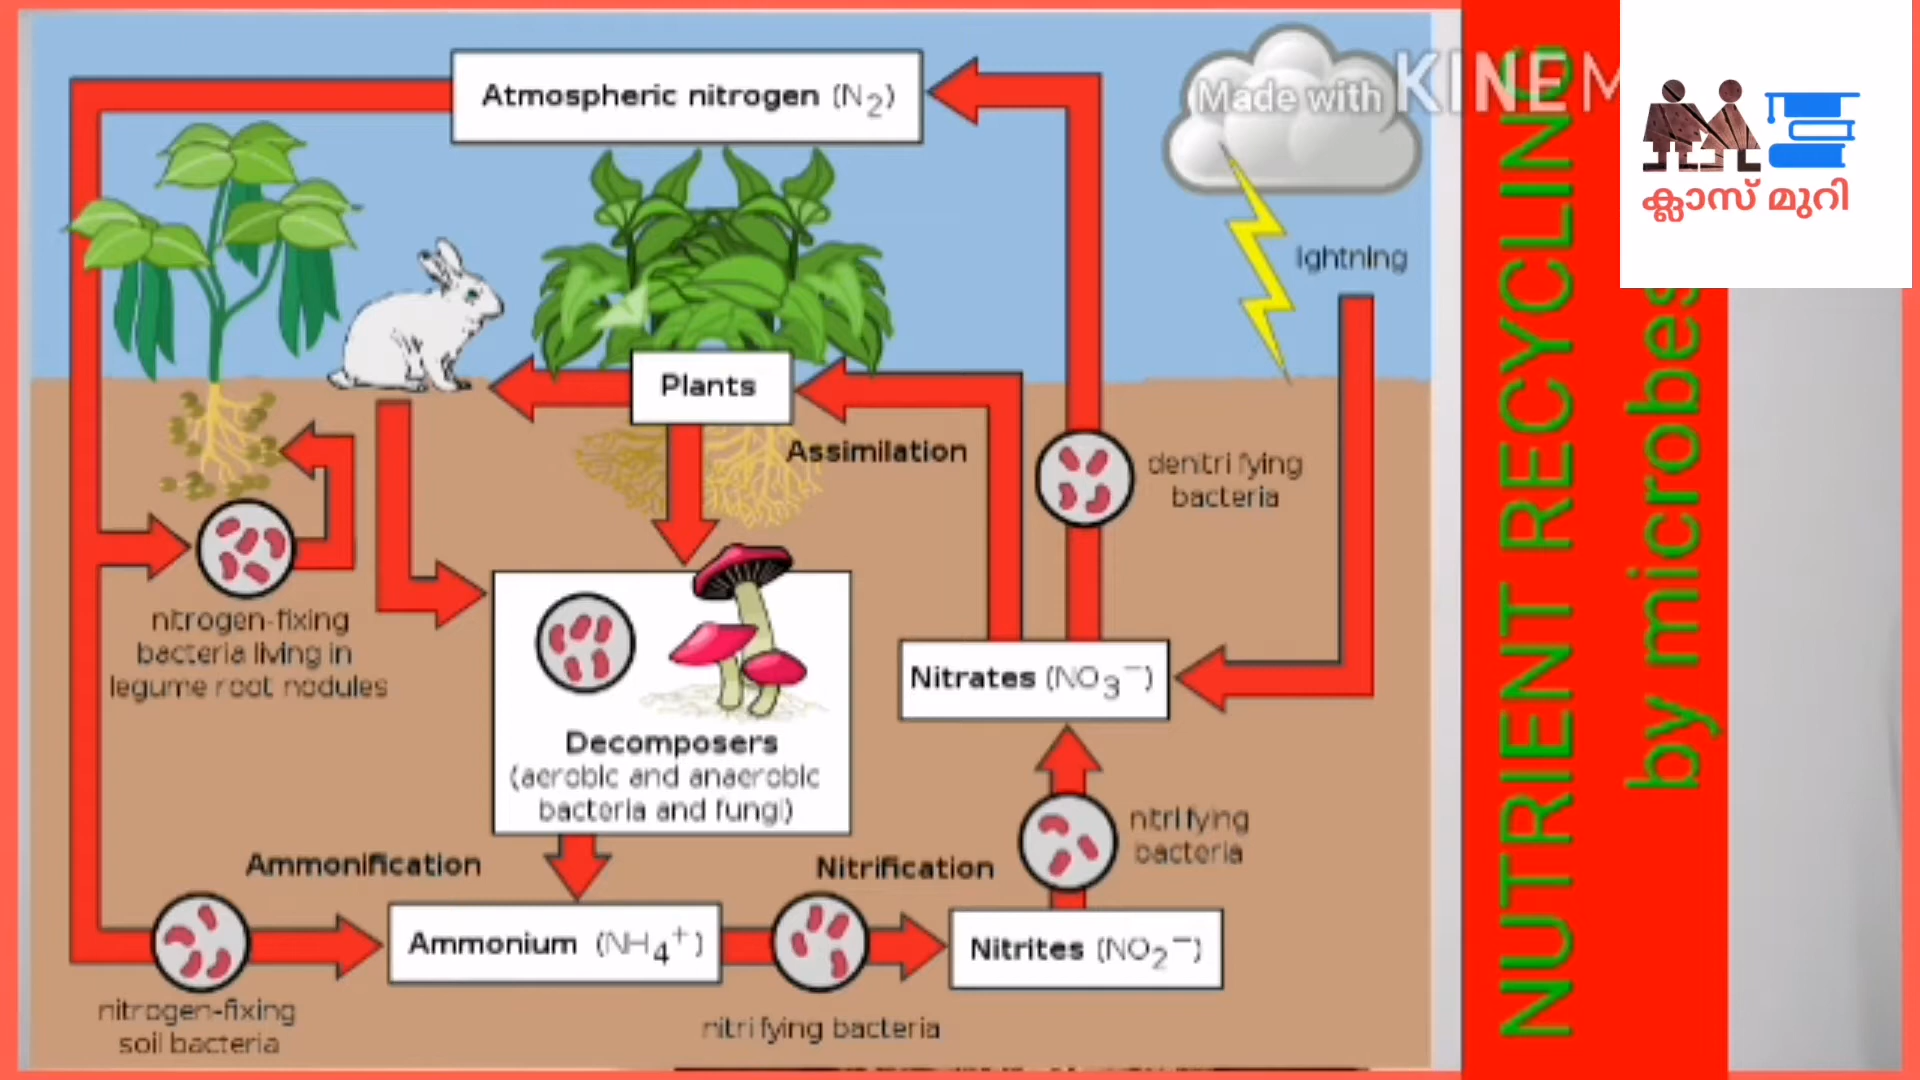 Atmospheric nitrogen (N2)
Made with KINEM
ക്ലാസ് മുറി
lghtning
Plants
Assimilation
denitrifying
bacteria
nitrogen-fixing
bacteria living in
legume root nodules
Nitrates (NO3−)
Decomposers
(aerobic and anaerobic
bacteria and fungi)
nitrifying
bacteria
Ammonification
Nitrification
Ammonium (NH4+)
Nitrites (NO2−)
nitrogen-fixing
soil bacteria
nitrifying bacteria
NUTRIENT RECYCLING
by microbes